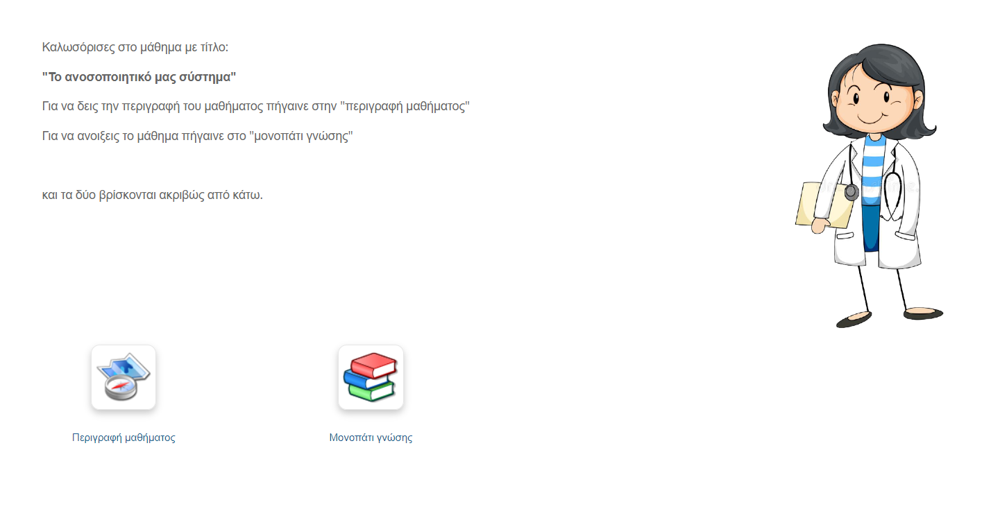 Καλωσόρισες στο μάθημα με τίτλο:
"Το ανοσοποιητικό μας σύστημα"
Για να δεις την περιγραφή του μαθήματος πήγαινε στην "περιγραφή μαθήματος"
Για να ανοιξεις το μάθημα πήγαινε στο "μονοπάτι γνώσης"
και τα δύο βρίσκονται ακριβώς από κάτω.
Περιγραφή μαθήματος
Μονοπάτι γνώσης